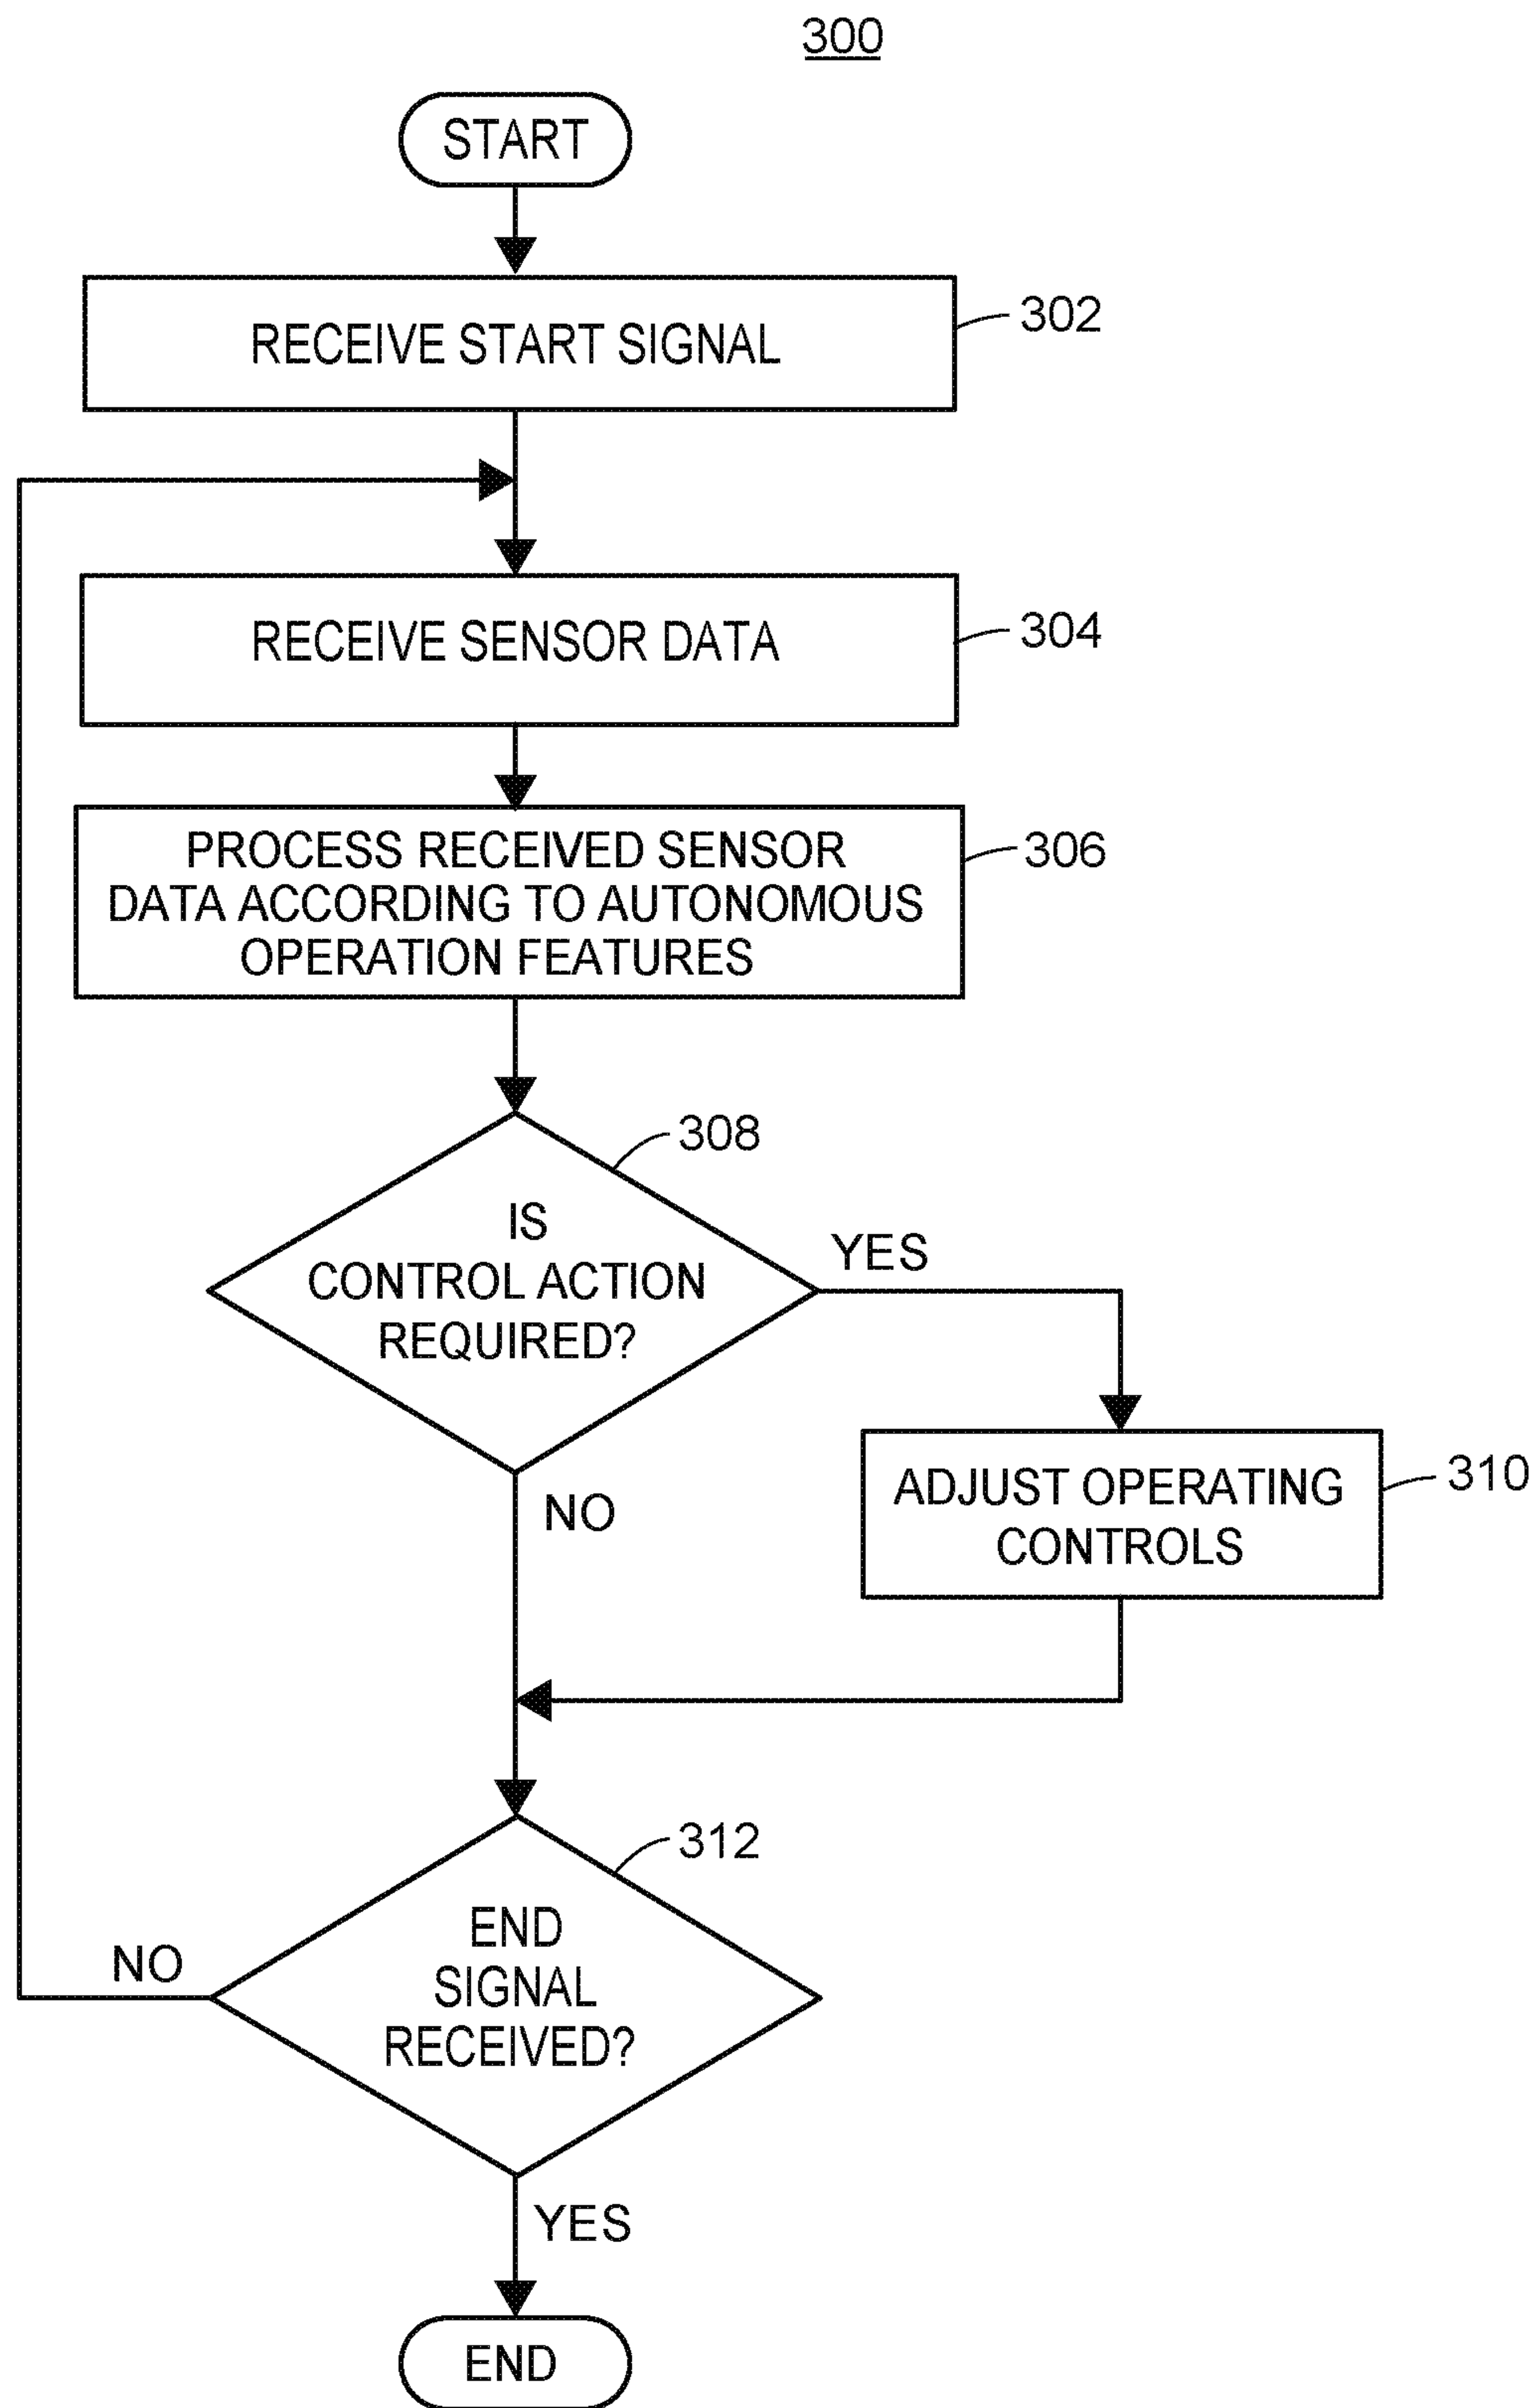 300
START
RECEIVE START SIGNAL
302
RECEIVE SENSOR DATA
304
PROCESS RECEIVED SENSOR
DATA ACCORDING TO AUTONOMOUS
OPERATION FEATURES
306
308
IS
CONTROL ACTION
REQUIRED?
YES
NO
ADJUST OPERATING
CONTROLS
310
312
END
SIGNAL
RECEIVED?
NO
YES
END